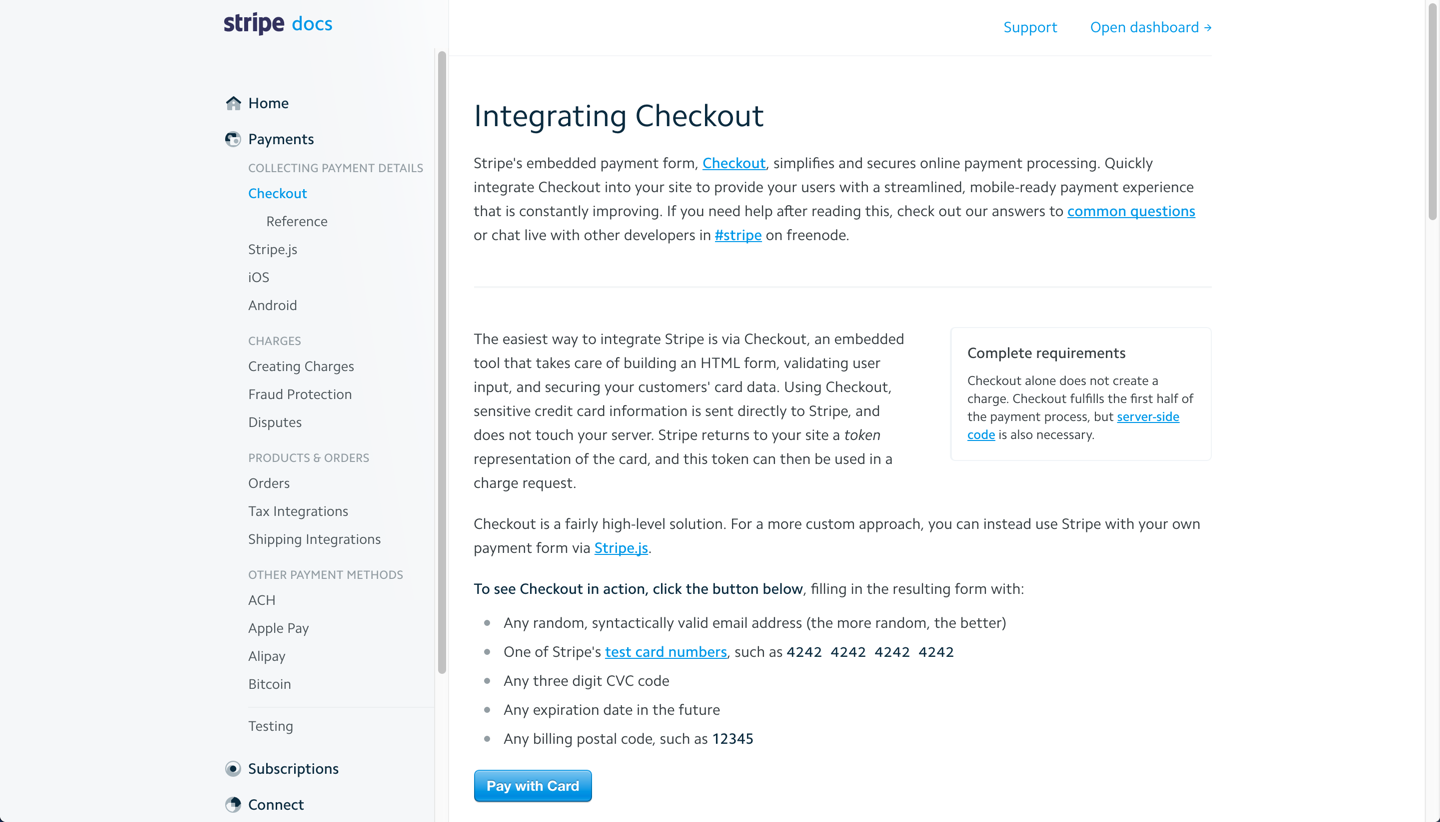 stripe docs
Support
Open dashboard →
Home
Payments
COLLECTING PAYMENT DETAILS
Checkout
Reference
Stripe.js
iOS
Android
CHARGES
Creating Charges
Fraud Protection
Disputes
PRODUCTS & ORDERS
Orders
Tax Integrations
Shipping Integrations
OTHER PAYMENT METHODS
ACH
Apple Pay
Alipay
Bitcoin
Testing
Subscriptions
Connect
Integrating Checkout
Stripe's embedded payment form, Checkout, simplifies and secures online payment processing. Quickly
integrate Checkout into your site to provide your users with a streamlined, mobile-ready payment experience
that is constantly improving. If you need help after reading this, check out our answers to common questions
or chat live with other developers in #stripe on freenode.
The easiest way to integrate Stripe is via Checkout, an embedded
tool that takes care of building an HTML form, validating user
input, and securing your customers' card data. Using Checkout,
sensitive credit card information is sent directly to Stripe, and
does not touch your server. Stripe returns to your site a token
representation of the card, and this token can then be used in a
charge request.
Complete requirements
Checkout alone does not create a
charge. Checkout fulfills the first half of
the payment process, but server-side
code is also necessary.
Checkout is a fairly high-level solution. For a more custom approach, you can instead use Stripe with your own
payment form via Stripe.js.
To see Checkout in action, click the button below, filling in the resulting form with:
• Any random, syntactically valid email address (the more random, the better)
• One of Stripe's test card numbers, such as 4242 4242 4242 4242
• Any three digit CVC code
• Any expiration date in the future
• Any billing postal code, such as 12345
Pay with Card